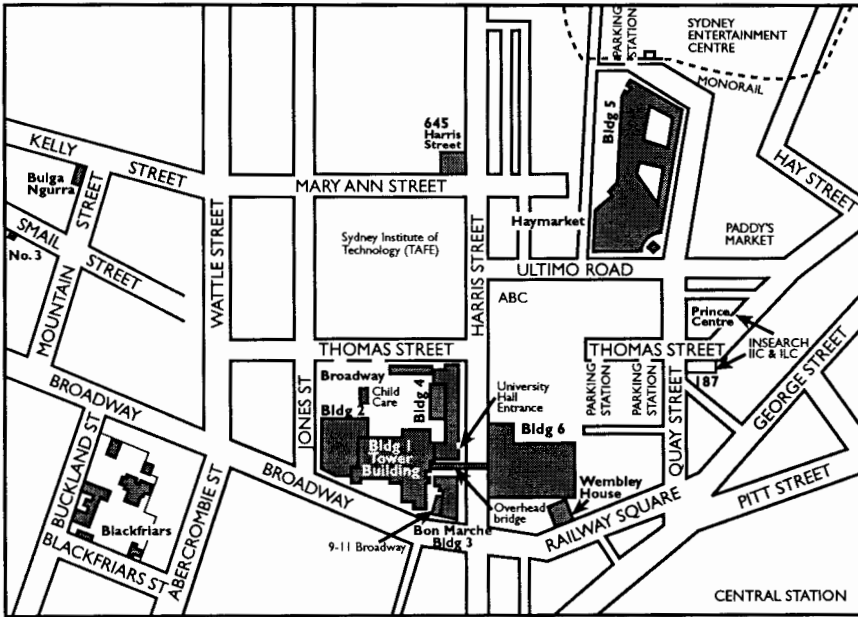 PARKING
STATION
SYDNEY
ENTERTAINMENT
CENTRE
MONORAIL
645
Harris
Street
Bldg 5
KELLY
STREET
Bulga
Ngurra
STREET
MARY ANN STREET
HAY STREET
Haymarket
PADDY'S
MARKET
SMAIL
STREET
No. 3
WATTLE STREET
Sydney Institute of
Technology (TAFE)
HARRIS STREET
ULTIMO ROAD
MOUNTAIN
ABC
Prince
Centre
INSEARCH
IIC & ILC
THOMAS STREET
THOMAS STREET
187
GEORGE STREET
BROADWAY
JONES ST
Broadway
Child
Care
Bldg 4
University
Hall
Entrance
PARKING
STATION
PARKING
STATION
QUAY STREET
Bldg 2
Bldg 6
Bldg 1
Tower
Building
BUCKLAND ST
BROADWAY
Wembley
House
PITT STREET
Overhead
bridge
RAILWAY SQUARE
Blackfriars
ABERCROMBIE ST
9-11 Broadway
Bon Marche
Bldg 3
BLACKFRIARS ST
CENTRAL STATION